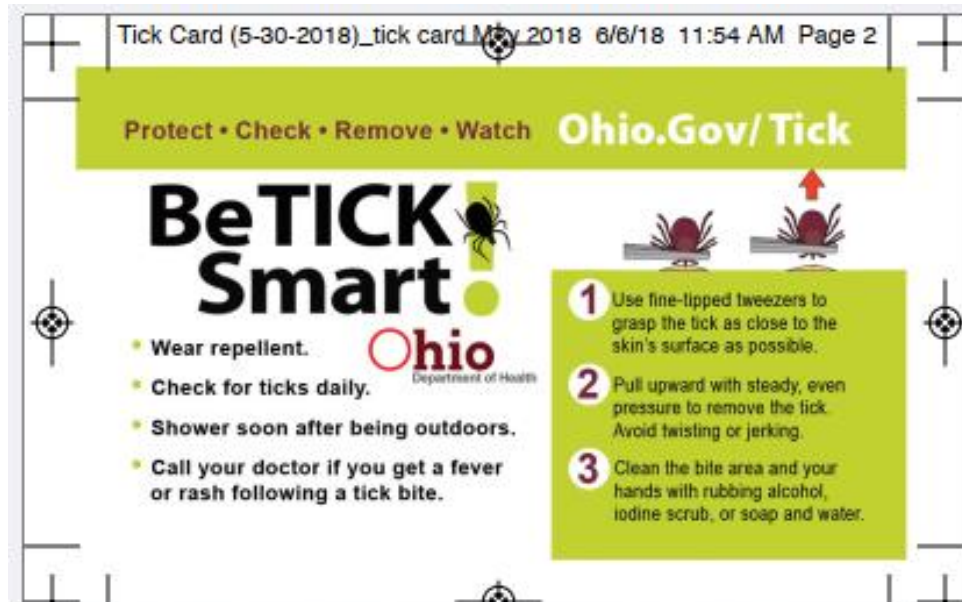 Tick Card (5-30-2018)_tick card May 2018 6/6/18 11:54 AM Page 2
Protect • Check • Remove • Watch Ohio.Gov/Tick
BeTICK
Smart!
Ohio
Department of Health
• Wear repellent.
• Check for ticks daily.
• Shower soon after being outdoors.
• Call your doctor if you get a fever
or rash following a tick bite.
1 Use fine-tipped tweezers to
grasp the tick as close to the
skin's surface as possible.
2 Pull upward with steady, even
pressure to remove the tick.
Avoid twisting or jerking.
3 Clean the bite area and your
hands with rubbing alcohol,
iodine scrub, or soap and water.